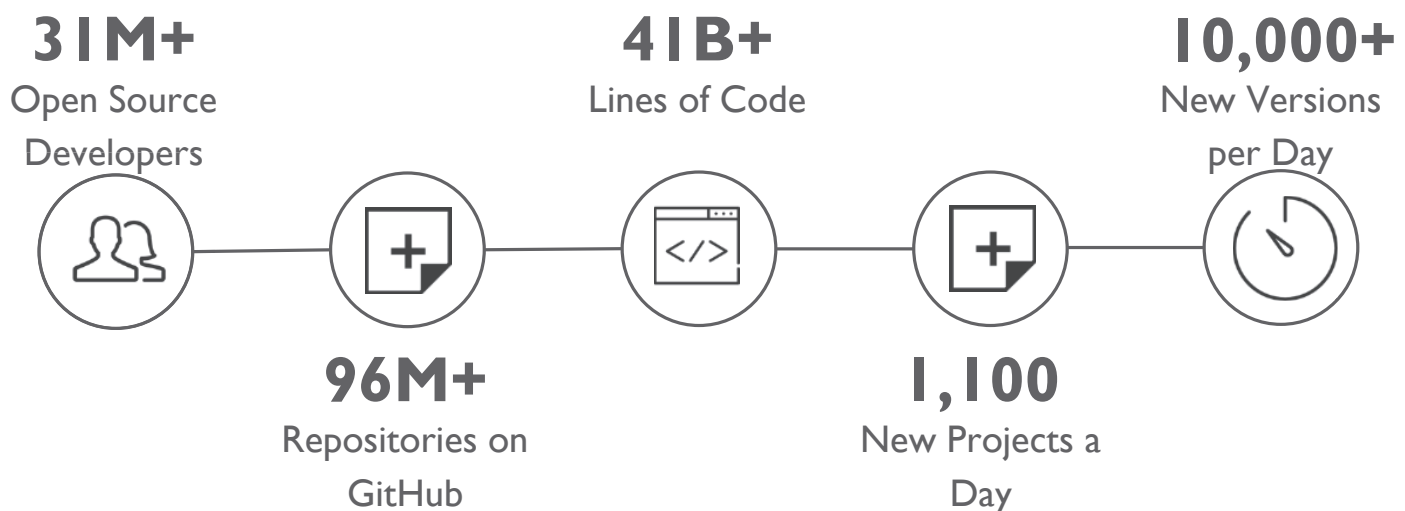 31M+
Open Source
Developers
96M+
Repositories on
GitHub
41B+
Lines of Code
</>
1,100
New Projects a
Day
10,000+
New Versions
per Day